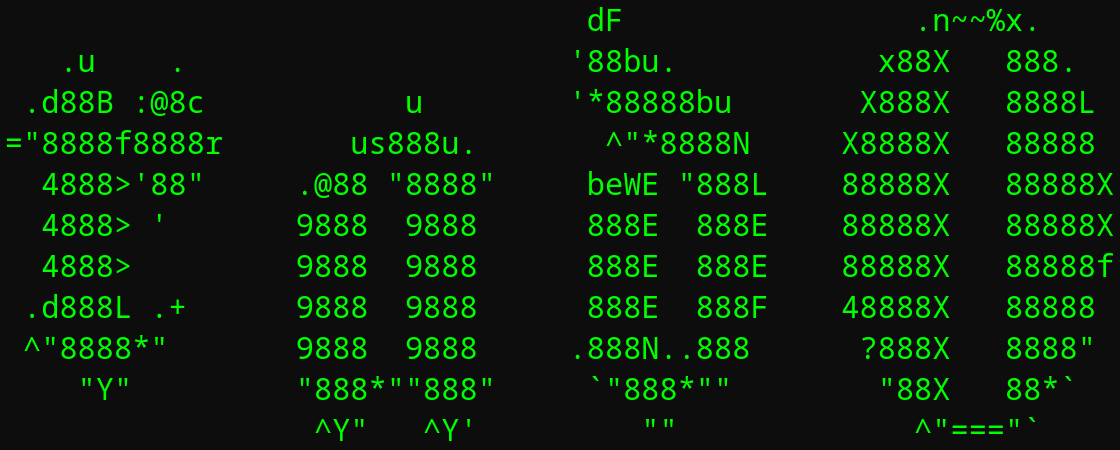 dF                .n~~%x.
   .u    .                     '88bu.           x88X   888.
 .d88B :@8c           u        '*88888bu       X888X   8888L
="8888f8888r       us888u.       ^"*8888N     X8888X   88888
  4888>'88"     .@88 "8888"     beWE "888L    88888X   88888X
  4888> '       9888  9888      888E  888E    88888X   88888X
  4888>         9888  9888      888E  888E    88888X   88888f
 .d888L .+      9888  9888      888E  888F    48888X   88888
 ^"8888*"       9888  9888     .888N..888      ?888X   8888"
    "Y"         "888*""888"     `"888*""        "88X   88*`
                 ^Y"   ^Y'         ""             ^"==="`